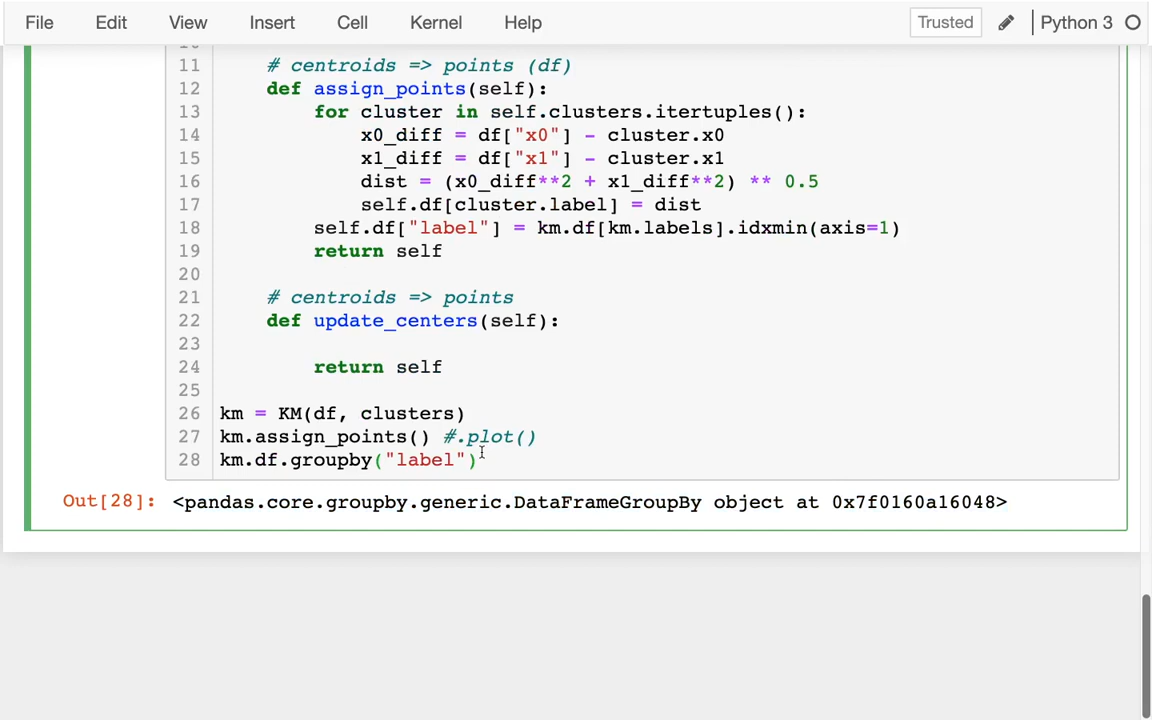 File Edit View Insert Cell Kernel Help Trusted Python 3
11 # centroids => points (df)
12 def assign_points(self):
13 for cluster in self.clusters.itertuples():
14 x0_diff = df["x0"] - cluster.x0
15 x1_diff = df["x1"] - cluster.x1
16 dist = (x0_diff**2 + x1_diff**2) ** 0.5
17 self.df[cluster.label] = dist
18 self.df["label"] = km.df[km.labels].idxmin(axis=1)
19 return self
20
21 # centroids => points
22 def update_centers(self):
23
24 return self
25
26 km = KM(df, clusters)
27 km.assign_points() #.plot()
28 km.df.groupby("label")
Out[28]: <pandas.core.groupby.generic.DataFrameGroupBy object at 0x7f0160a16048>